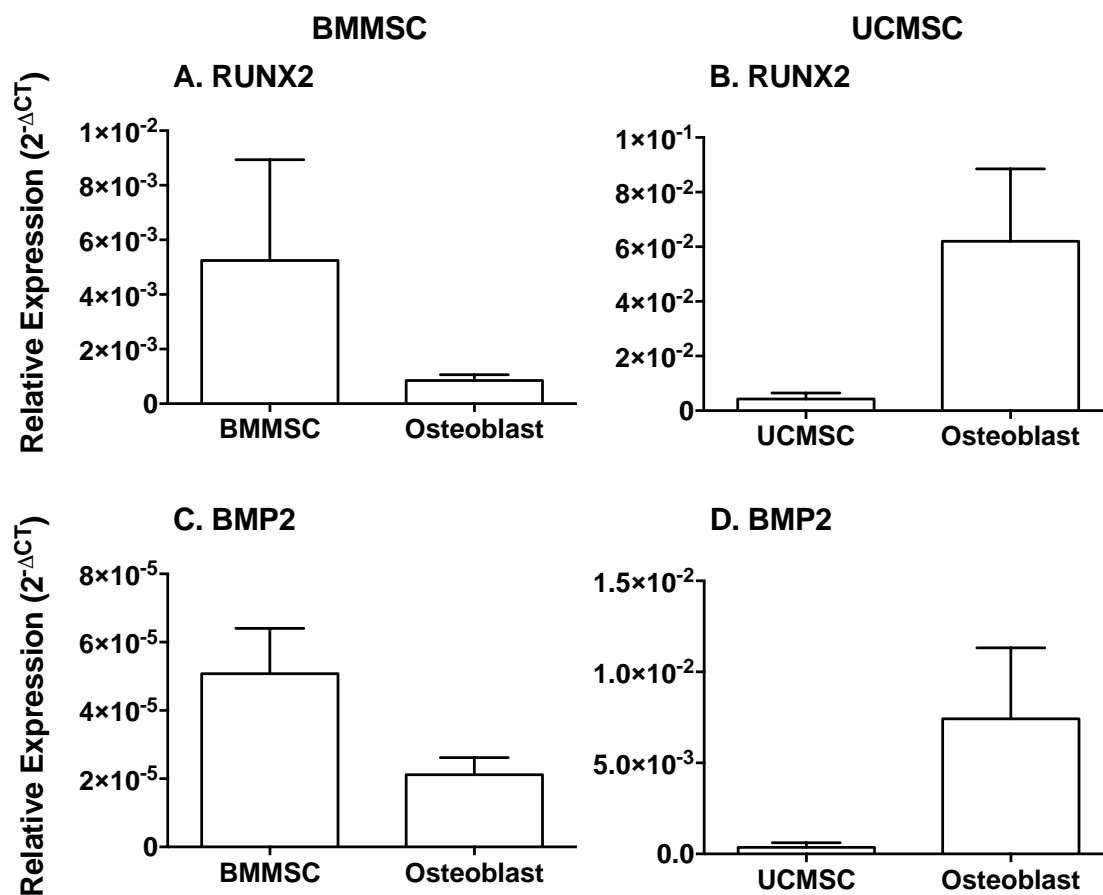 BMMSC
UCMSC
A. RUNX2
Relative Expression (2^-ΔCT)
1×10^-2
8×10^-3
6×10^-3
4×10^-3
2×10^-3
0
BMMSC Osteoblast
B. RUNX2
1×10^-1
8×10^-2
6×10^-2
4×10^-2
2×10^-2
0
UCMSC Osteoblast
C. BMP2
Relative Expression (2^-ΔCT)
8×10^-5
6×10^-5
4×10^-5
2×10^-5
0
BMMSC Osteoblast
D. BMP2
1.5×10^-2
1.0×10^-2
5.0×10^-3
0.0
UCMSC Osteoblast